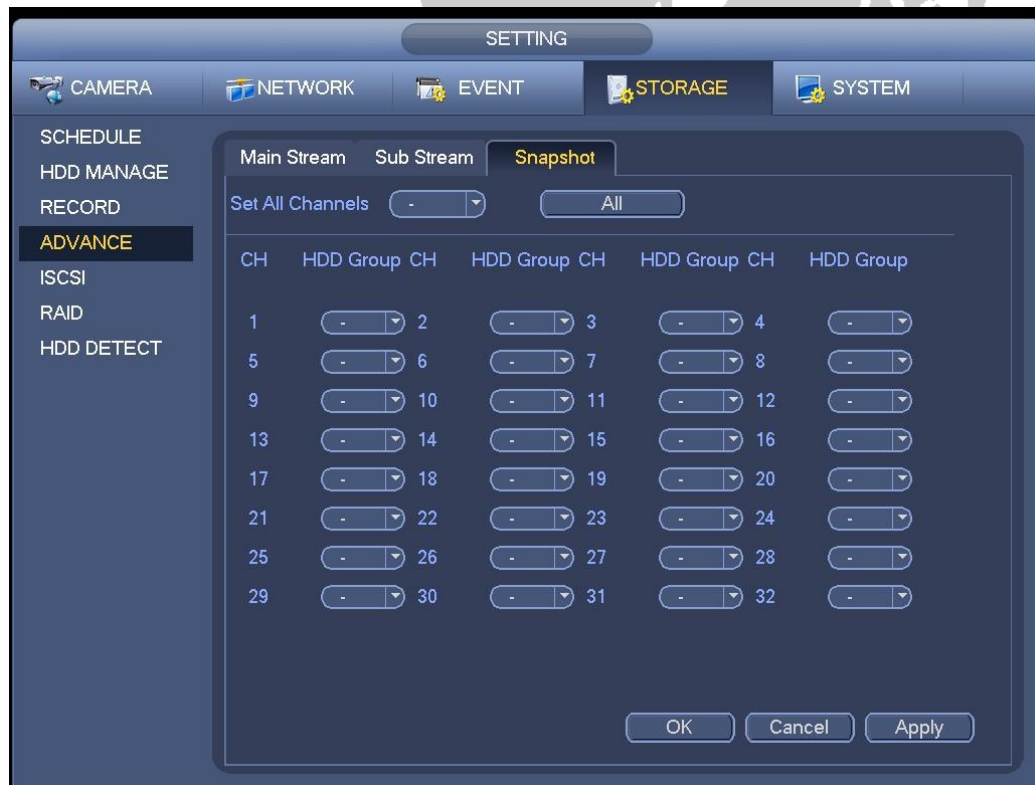 SETTING
CAMERA NETWORK EVENT STORAGE SYSTEM
SCHEDULE
HDD MANAGE
RECORD
ADVANCE
ISCSI
RAID
HDD DETECT
Main Stream Sub Stream Snapshot
Set All Channels - All
CH HDD Group CH HDD Group CH HDD Group CH HDD Group
1 - 2 - 3 - 4 -
5 - 6 - 7 - 8 -
9 - 10 - 11 - 12 -
13 - 14 - 15 - 16 -
17 - 18 - 19 - 20 -
21 - 22 - 23 - 24 -
25 - 26 - 27 - 28 -
29 - 30 - 31 - 32 -
OK Cancel Apply